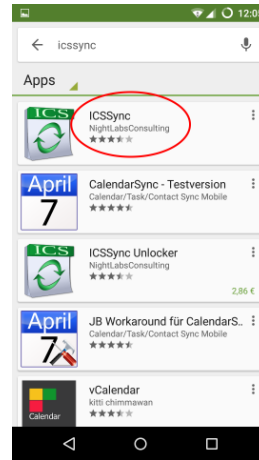 12:0
icssync
Apps
ICS
ICSSync
NightLabsConsulting
April
7
CalendarSync - Testversion
Calendar/Task/Contact Sync Mobile
ICS
ICSSync Unlocker
NightLabsConsulting
2,86 €
April
7
JB Workaround für CalendarS..
Calendar/Task/Contact Sync Mobile
Calendar
vCalendar
kitti chimmawan